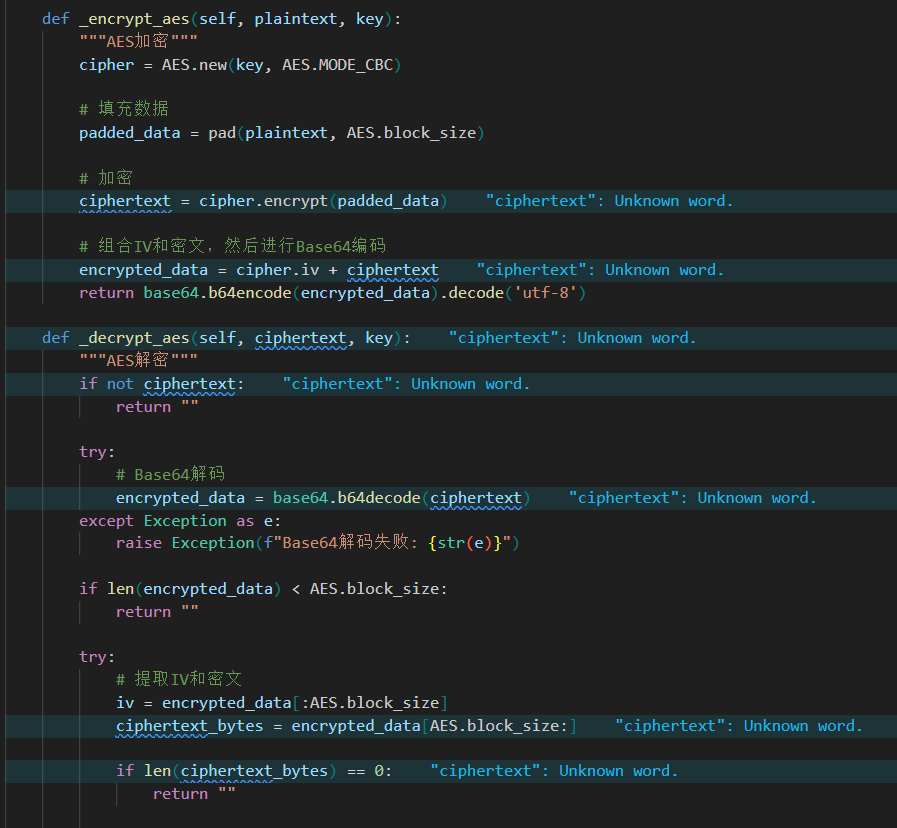 def _encrypt_aes(self, plaintext, key):
"""AES加密"""
cipher = AES.new(key, AES.MODE_CBC)
# 填充数据
padded_data = pad(plaintext, AES.block_size)
# 加密
ciphertext = cipher.encrypt(padded_data) "ciphertext": Unknown word.
# 组合IV和密文，然后进行Base64编码
encrypted_data = cipher.iv + ciphertext "ciphertext": Unknown word.
return base64.b64encode(encrypted_data).decode('utf-8')
def _decrypt_aes(self, ciphertext, key): "ciphertext": Unknown word.
"""AES解密"""
if not ciphertext: "ciphertext": Unknown word.
return ""
try:
# Base64解码
encrypted_data = base64.b64decode(ciphertext) "ciphertext": Unknown word.
except Exception as e:
raise Exception(f"Base64解码失败: {str(e)}")
if len(encrypted_data) < AES.block_size:
return ""
try:
# 提取IV和密文
iv = encrypted_data[:AES.block_size]
ciphertext_bytes = encrypted_data[AES.block_size:] "ciphertext": Unknown word.
if len(ciphertext_bytes) == 0: "ciphertext": Unknown word.
return ""